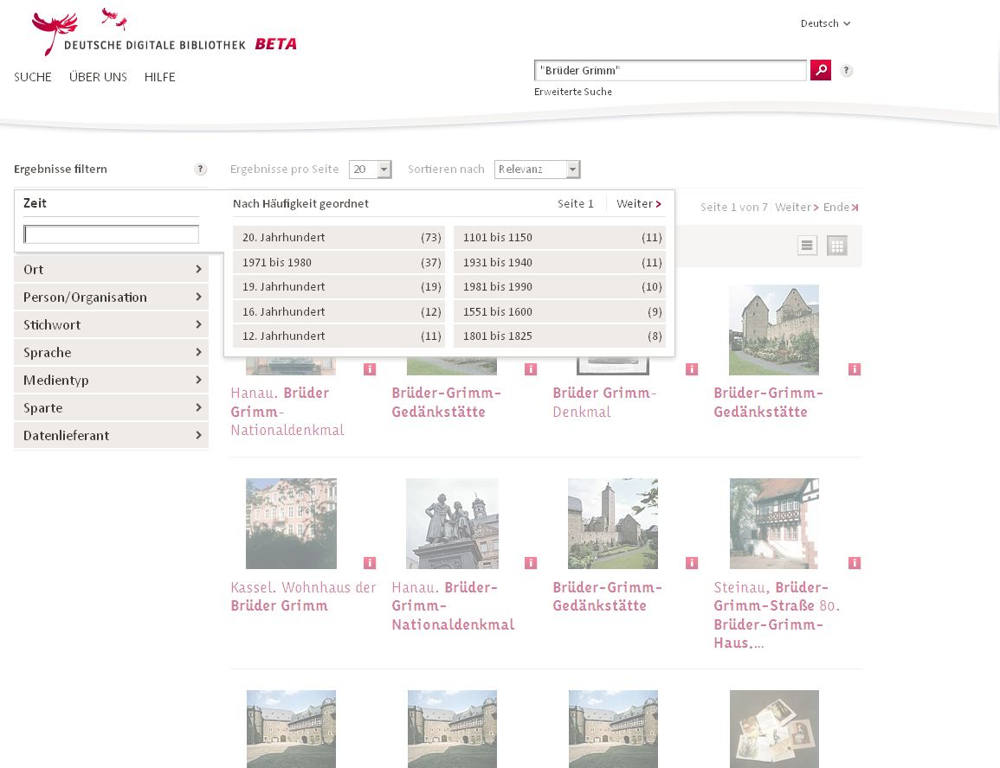 Deutsch
DEUTSCHE DIGITALE BIBLIOTHEK BETA
SUCHE ÜBER UNS HILFE
"Brüder Grimm" ?
Erweiterte Suche
Ergebnisse filtern ?
Ergebnisse pro Seite 20 Sortieren nach Relevanz
Zeit
Nach Häufigkeit geordnet Seite 1 Weiter
Seite 1 von 7 Weiter Ende
20. Jahrhundert (73) 1101 bis 1150 (11)
1971 bis 1980 (37) 1931 bis 1940 (11)
19. Jahrhundert (19) 1981 bis 1990 (10)
16. Jahrhundert (12) 1551 bis 1600 (9)
12. Jahrhundert (11) 1801 bis 1825 (8)
Ort
Person/Organisation
Stichwort
Sprache
Medientyp
Sparte
Datenlieferant
Hanau. Brüder
Grimm-
Nationaldenkmal
Brüder-Grimm-
Gedänkstätte
Brüder Grimm-
Denkmal
Brüder-Grimm-
Gedänkstätte
Kassel. Wohnhaus der
Brüder Grimm
Hanau. Brüder-
Grimm-
Nationaldenkmal
Brüder-Grimm-
Gedänkstätte
Steinau, Brüder-
Grimm-Straße 80.
Brüder-Grimm-
Haus,...